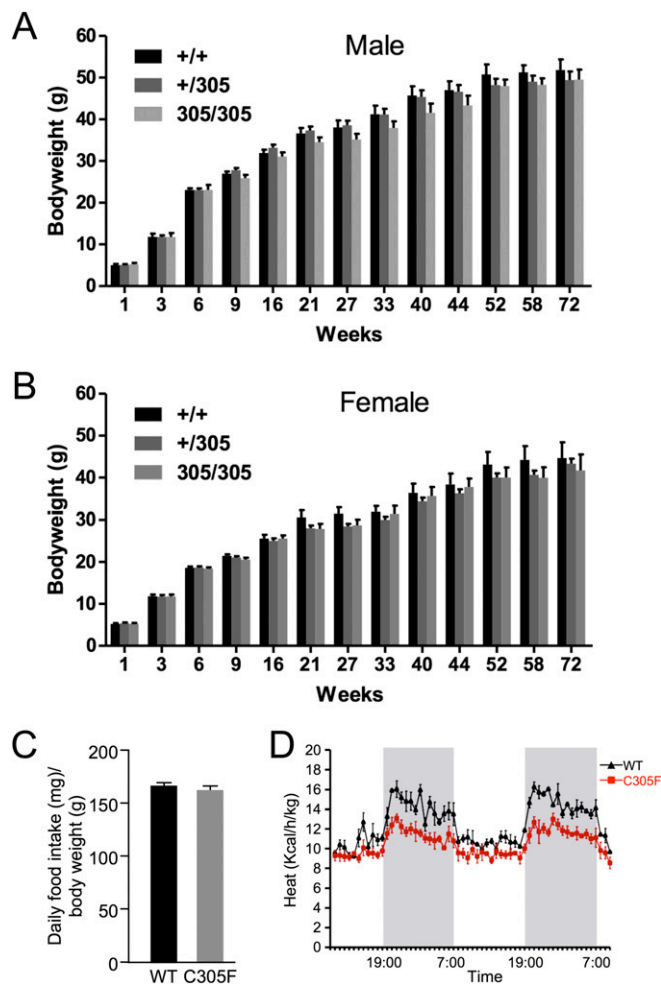 A
Male
+/+
+/305
305/305
Bodyweight (g)
60
50
40
30
20
10
0
1 3 6 9 16 21 27 33 40 44 52 58 72
Weeks
B
Female
+/+
+/305
305/305
Bodyweight (g)
60
50
40
30
20
10
0
1 3 6 9 16 21 27 33 40 44 52 58 72
Weeks
C
Daily food intake (mg)/
body weight (g)
200
150
100
50
0
WT C305F
D
WT
C305F
Heat (Kcal/h/kg)
20
18
16
14
12
10
8
6
4
2
0
19:00 7:00 19:00 7:00
Time